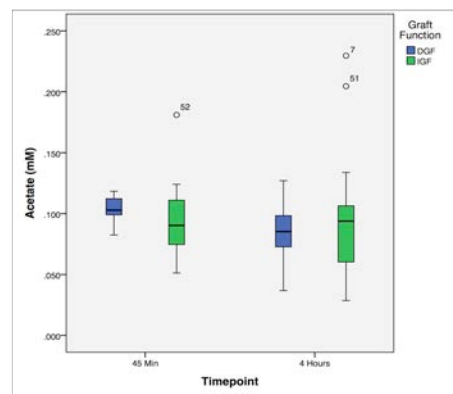 Graft
Function
DGF
IGF
.250
.200
.150
.100
.050
.000
Acetate (mM)
52
7
51
45 Min
4 Hours
Timepoint